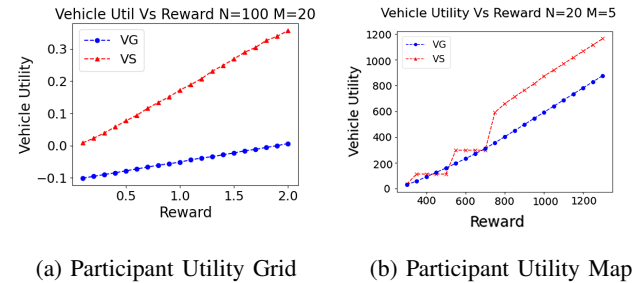 Vehicle Util Vs Reward N=100 M=20
VG
VS
Vehicle Utility
0.3
0.2
0.1
0.0
−0.1
0.5
1.0
1.5
2.0
Reward
(a) Participant Utility Grid
Vehicle Utility Vs Reward N=20 M=5
VG
VS
Vehicle Utility
1200
1000
800
600
400
200
0
400
600
800
1000
1200
Reward
(b) Participant Utility Map